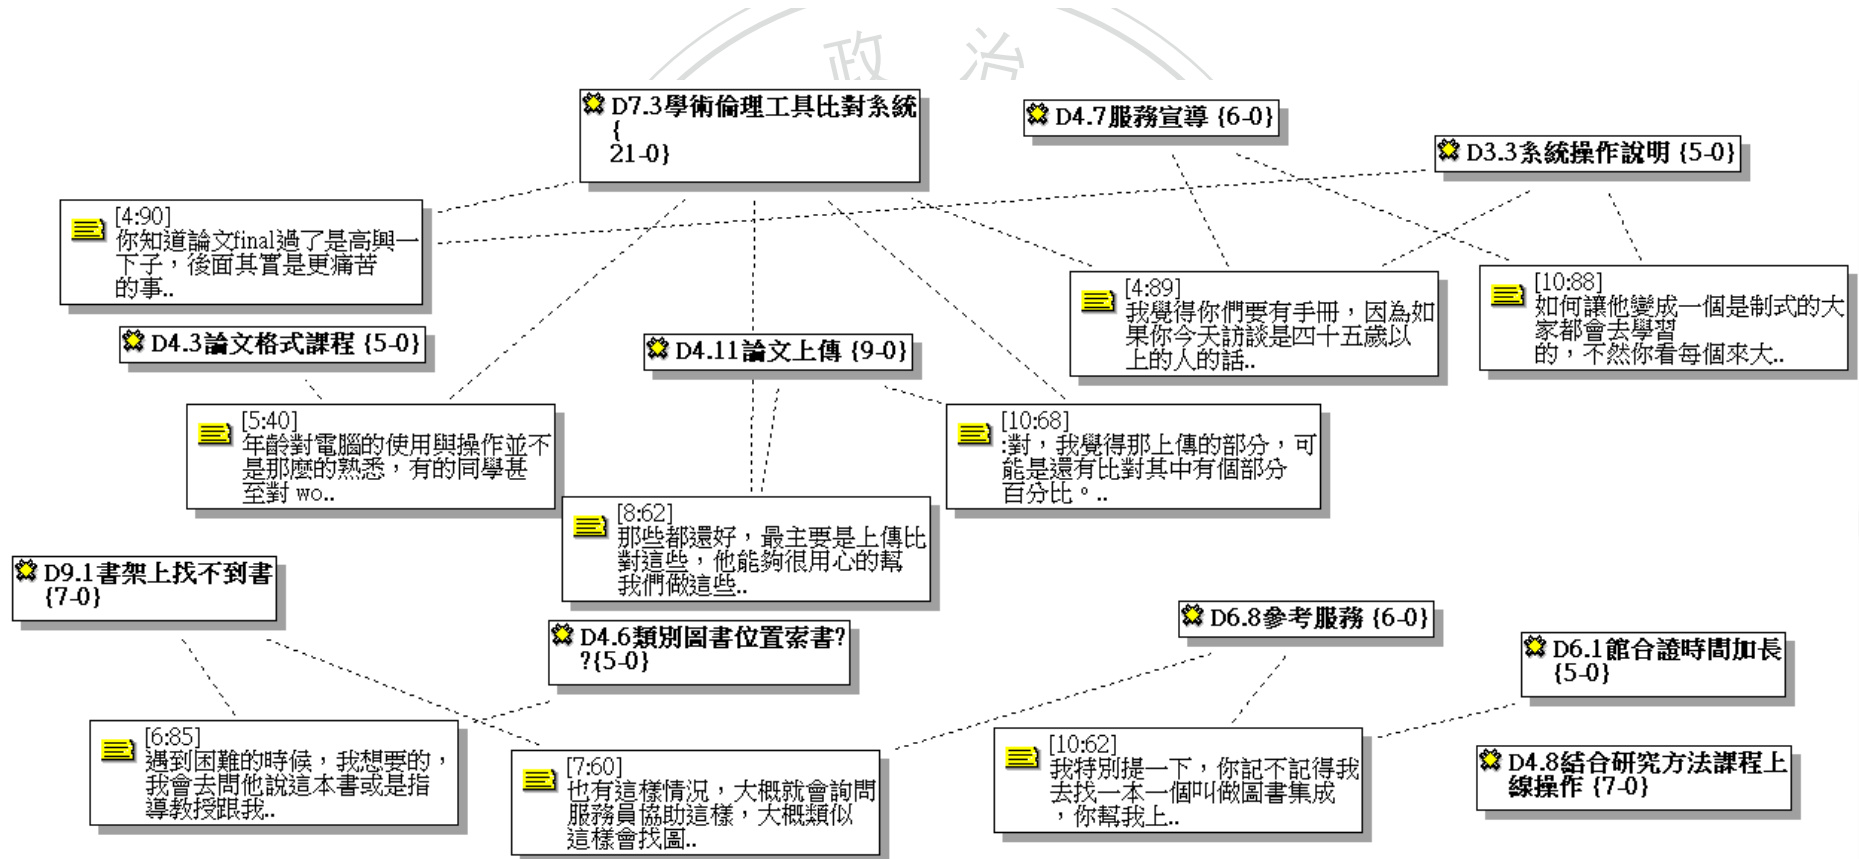 政 治
D7.3學術倫理工具比對系統
{
21-0}
D4.7服務宣導 {6-0}
D3.3系統操作說明 {5-0}
[4:90]
你知道論文final過了是高興一
下子，後面其實是更痛苦
的事..
[4:89]
我覺得你們要有手冊，因為如
果你今天訪談是四十五歲以
上的人的話..
[10:88]
如何讓他變成一個是制式的大
家都會去學習
的，不然你看每個來大..
D4.3論文格式課程 {5-0}
D4.11論文上傳 {9-0}
[5:40]
年齡對電腦的使用與操作並不
是那麼的熟悉，有的同學甚
至對 wo..
[10:68]
:對，我覺得那上傳的部分，可
能是還有比對其中有個部分
百分比。..
[8:62]
那些都還好，最主要是上傳比
對這些，他能夠很用心的幫
我們做這些..
D9.1書架上找不到書
{7-0}
D4.6類別圖書位置索書?
?{5-0}
D6.8參考服務 {6-0}
D6.1館合證時間加長
{5-0}
[6:85]
遇到困難的時候，我想要的，
我會去問他說這本書或是指
導教授跟我..
[7:60]
也有這樣情況，大概就會詢問
服務員協助這樣，大概類似
這樣會找圖..
[10:62]
我特別提一下，你記不記得我
去找一本一個叫做圖書集成
，你幫我上..
D4.8結合研究方法課程上
線操作 {7-0}